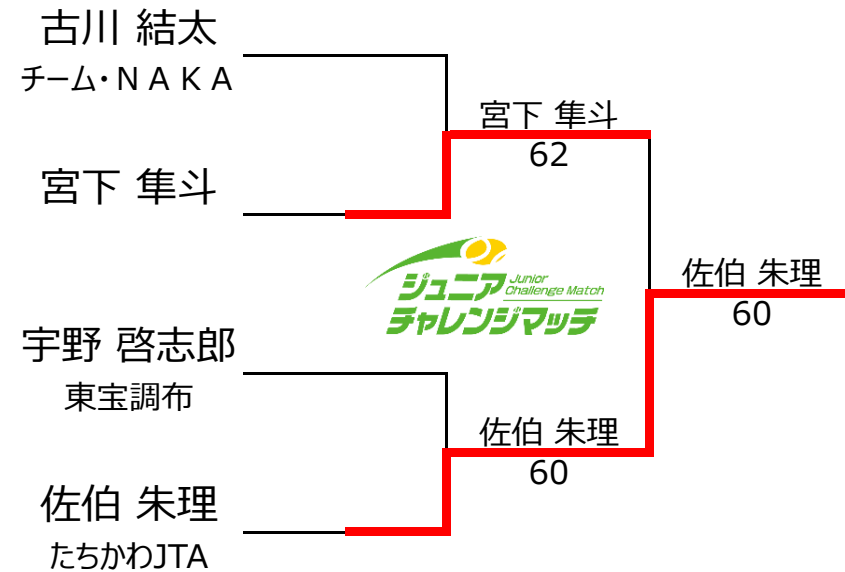 古川 結太
チーム・ＮＡＫＡ
宮下 隼斗
62
宮下 隼斗
Junior
Challenge Match
ジュニア
チャレンジマッチ
佐伯 朱理
60
宇野 啓志郎
東宝調布
佐伯 朱理
60
佐伯 朱理
たちかわJTA